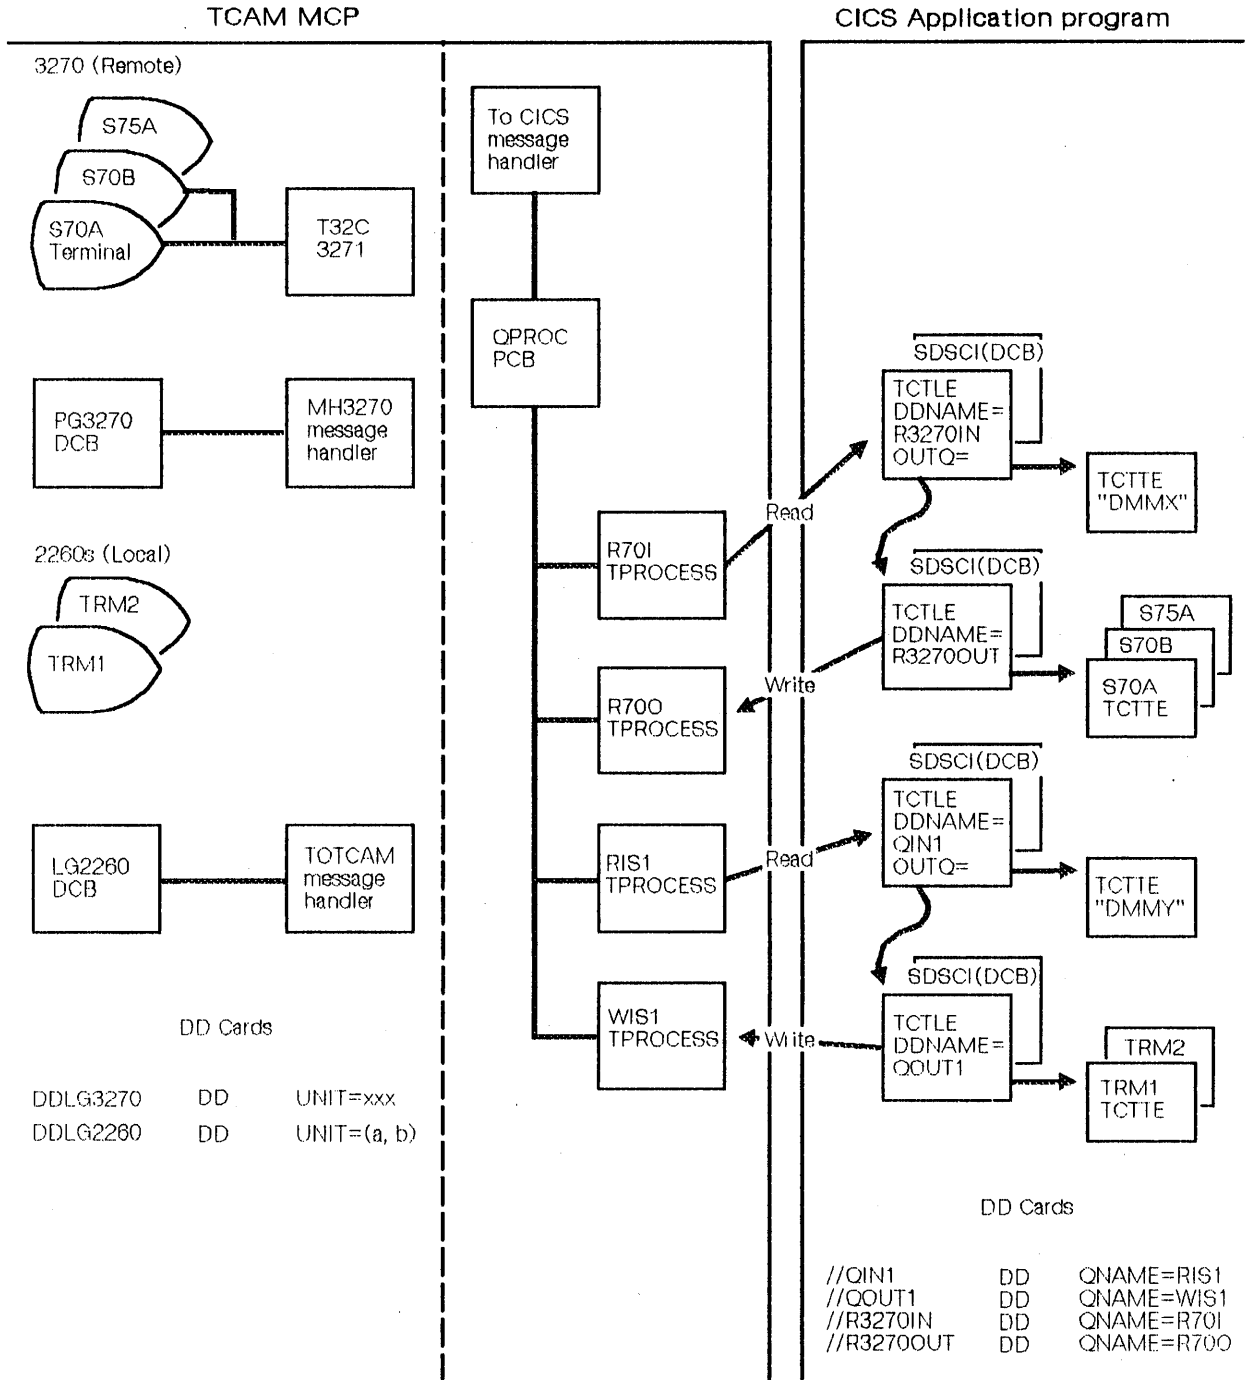 TCAM MCP
CICS Application program
3270 (Remote)
S75A
S70B
S70A
Terminal
T32C
3271
PG3270
DCB
MH3270
message
handler
2260s (Local)
TRM2
TRM1
LG2260
DCB
TOTCAM
message
handler
DD Cards
DDLG3270 DD UNIT=xxx
DDLG2260 DD UNIT=(a, b)
To CICS
message
handler
QPROC
PCB
R70I
TPROCESS
R70O
TPROCESS
RIS1
TPROCESS
WIS1
TPROCESS
Read
Write
Read
Write
SDSCI(DCB)
TCTLE
DDNAME=
R3270IN
OUTQ=
TCTTE
"DMMX"
SDSCI(DCB)
TCTLE
DDNAME=
R3270OUT
S75A
S70B
S70A
TCTTE
SDSCI(DCB)
TCTLE
DDNAME=
QIN1
OUTQ=
TCTTE
"DMMY"
SDSCI(DCB)
TCTLE
DDNAME=
QOUT1
TRM2
TRM1
TCTTE
DD Cards
//QIN1 DD QNAME=RIS1
//QOUT1 DD QNAME=WIS1
//R3270IN DD QNAME=R70I
//R3270OUT DD QNAME=R70O